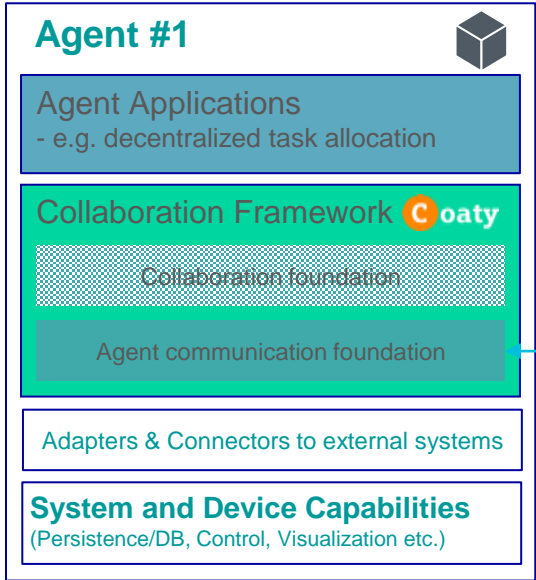 Agent #1
Agent Applications
- e.g. decentralized task allocation
Collaboration Framework Coaty
Collaboration foundation
Agent communication foundation
Adapters & Connectors to external systems
System and Device Capabilities
(Persistence/DB, Control, Visualization etc.)